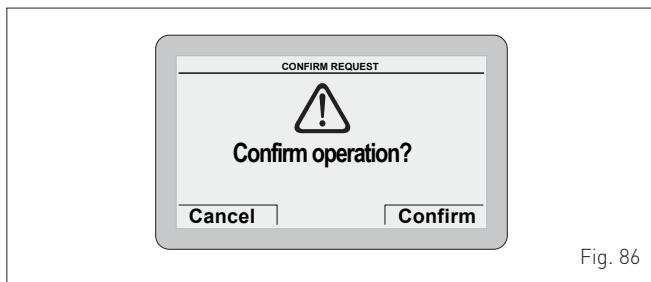 CONFIRM REQUEST
Confirm operation?
Cancel Confirm
Fig. 86